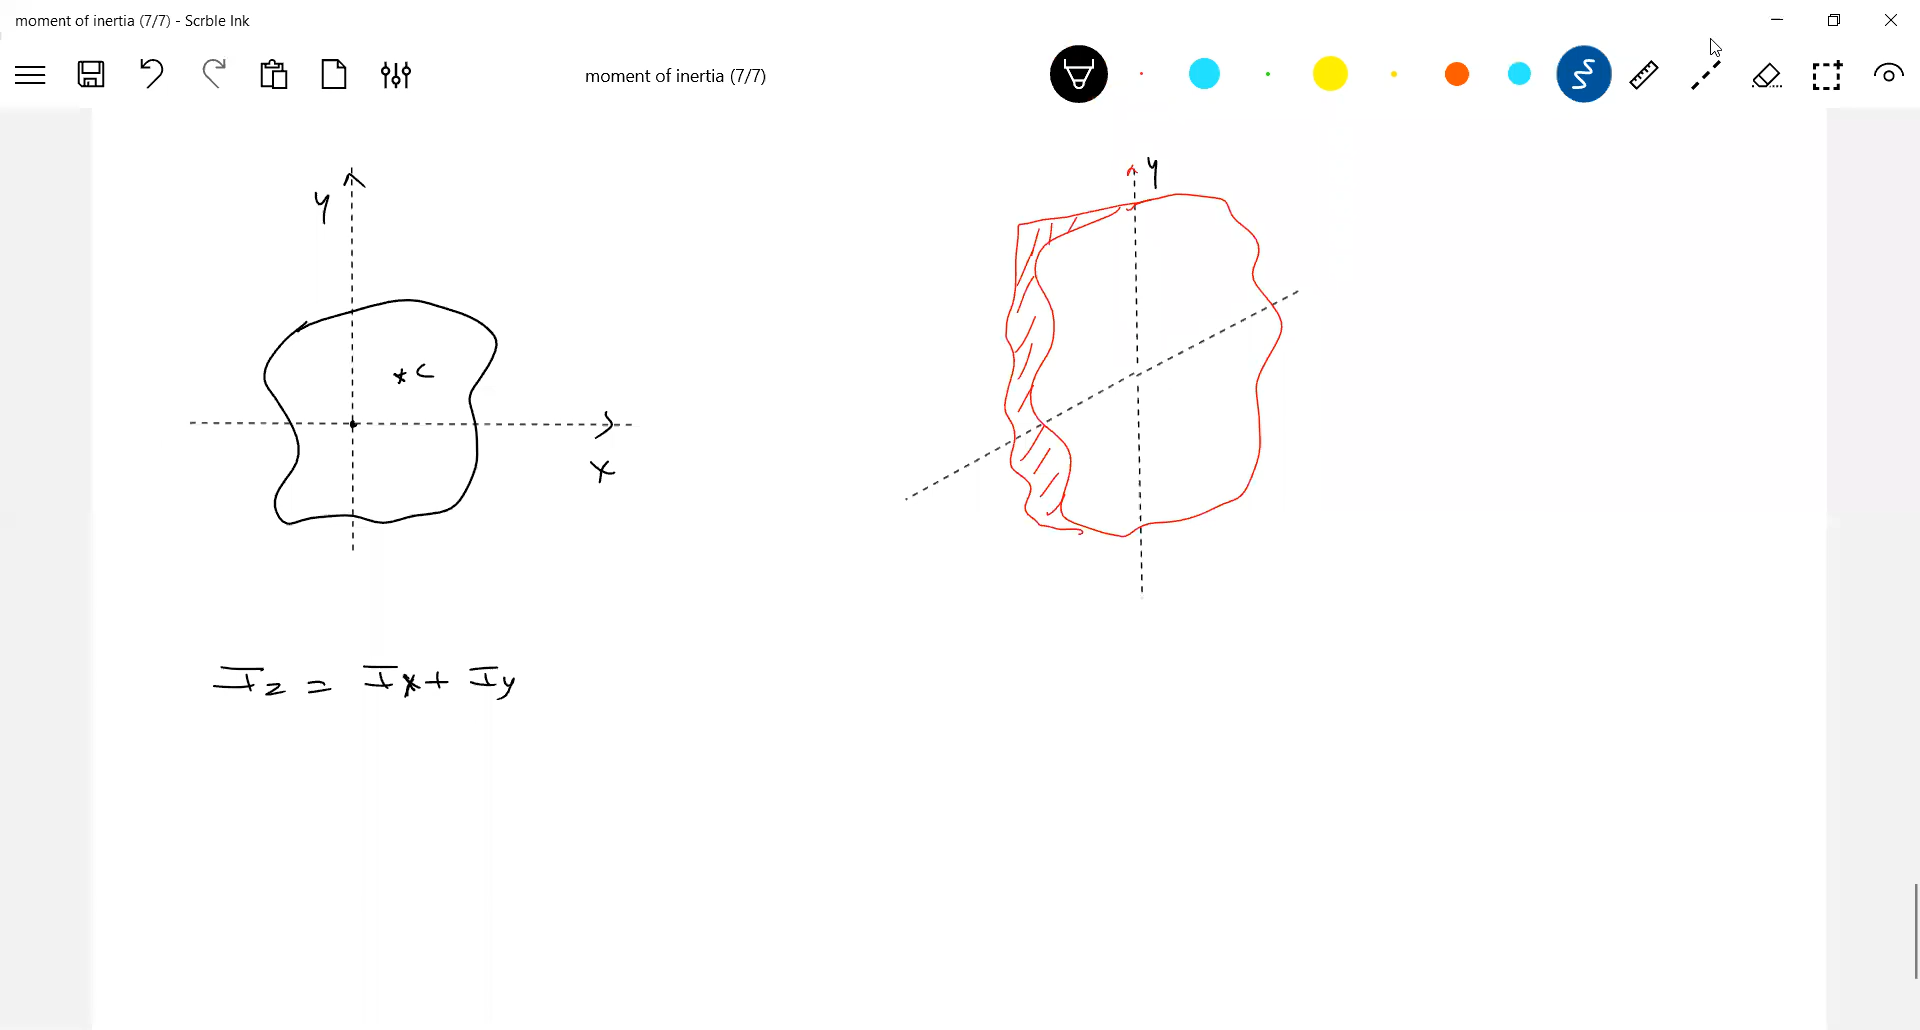 moment of inertia (7/7) - Scrble Ink
moment of inertia (7/7)
y
c
x
y
Iz = Ix + Iy